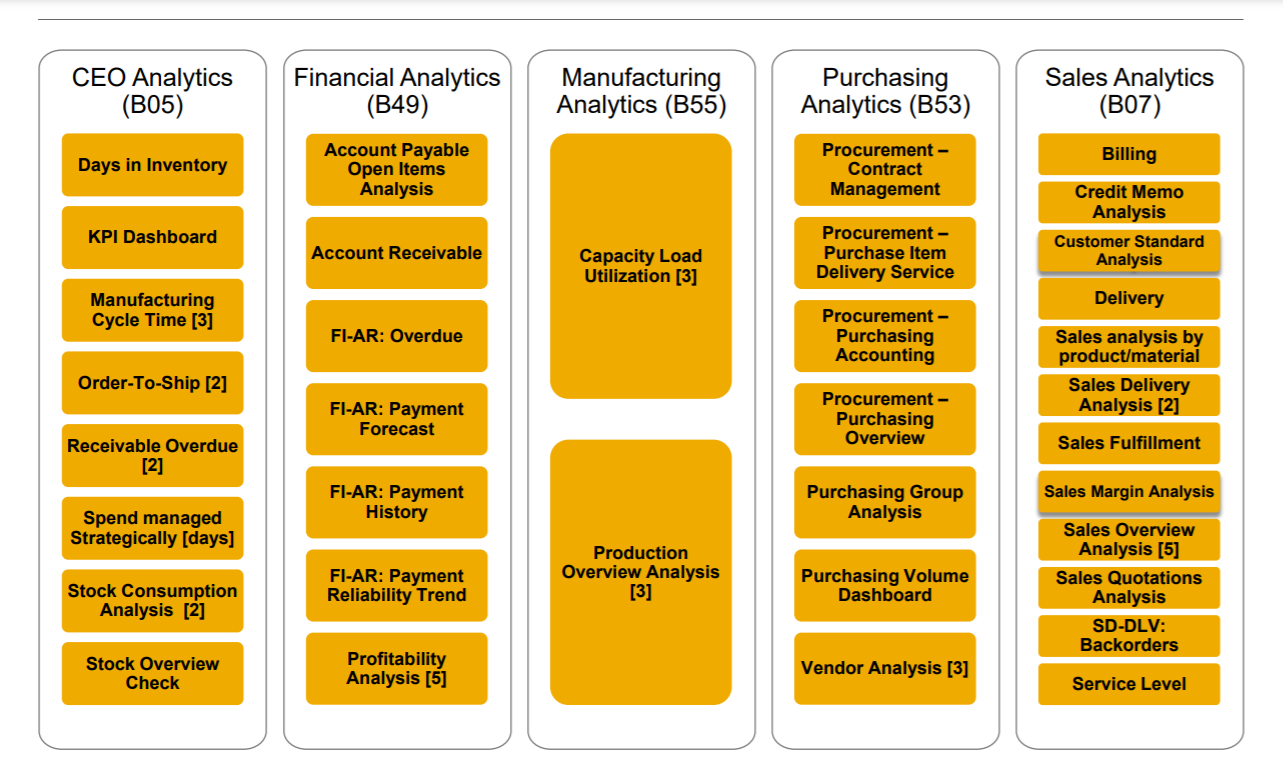 CEO Analytics
(B05)
Days in Inventory
KPI Dashboard
Manufacturing
Cycle Time [3]
Order-To-Ship [2]
Receivable Overdue
[2]
Spend managed
Strategically [days]
Stock Consumption
Analysis [2]
Stock Overview
Check
Financial Analytics
(B49)
Account Payable
Open Items
Analysis
Account Receivable
FI-AR: Overdue
FI-AR: Payment
Forecast
FI-AR: Payment
History
FI-AR: Payment
Reliability Trend
Profitability
Analysis [5]
Manufacturing
Analytics (B55)
Capacity Load
Utilization [3]
Production
Overview Analysis
[3]
Purchasing
Analytics (B53)
Procurement –
Contract
Management
Procurement –
Purchase Item
Delivery Service
Procurement –
Purchasing
Accounting
Procurement –
Purchasing
Overview
Purchasing Group
Analysis
Purchasing Volume
Dashboard
Vendor Analysis [3]
Sales Analytics
(B07)
Billing
Credit Memo
Analysis
Customer Standard
Analysis
Delivery
Sales analysis by
product/material
Sales Delivery
Analysis [2]
Sales Fulfillment
Sales Margin Analysis
Sales Overview
Analysis [5]
Sales Quotations
Analysis
SD-DLV:
Backorders
Service Level